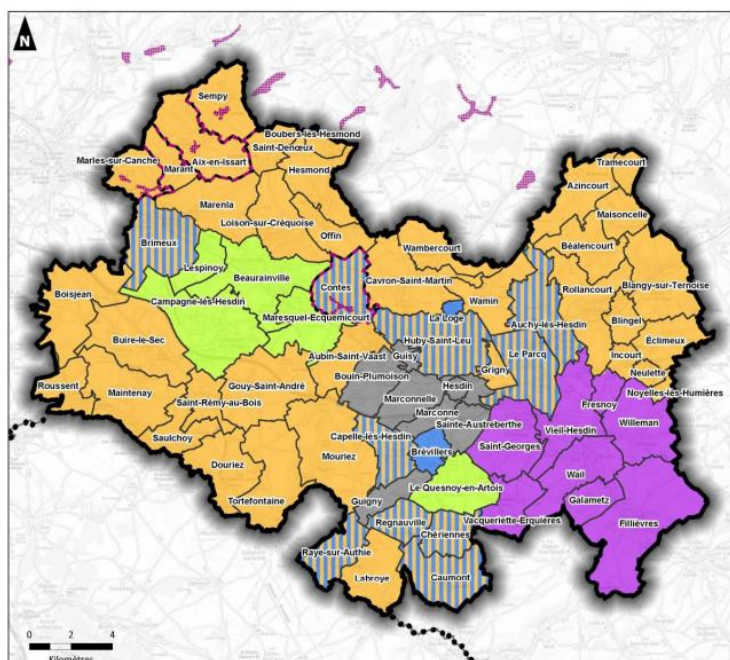 N
Sempy
Boubers-lès-Hesmond
Saint-Denœux
Marles-sur-Canche
Marant
Aix-en-Issart
Hesmond
Tramecourt
Azincourt
Marenla
Maisoncelle
Loison-sur-Créquoise
Offin
Brimeux
Wambercourt
Béalencourt
Lespinoy
Beaurainville
Contes
Cavron-Saint-Martin
Wamin
Rollancourt
Blangy-sur-Ternoise
Boisjean
Campagne-lès-Hesdin
La Loge
Auchy-lès-Hesdin
Maresquel-Ecquemicourt
Blingel
Buire-le-Sec
Huby-Saint-Leu
Éclimeux
Aubin-Saint-Vaast
Guisy
Le Parcq
Incourt
Grigny
Neulette
Roussent
Maintenay
Gouy-Saint-André
Bouin-Plumoison
Hesdin
Fresnoy
Noyelles-lès-Humières
Saint-Rémy-au-Bois
Marconnelle
Marconne
Willeman
Sainte-Austreberthe
Vieil-Hesdin
Saulchoy
Mouriez
Capelle-lès-Hesdin
Saint-Georges
Brévillers
Wail
Douriez
Le Quesnoy-en-Artois
Galametz
Tortefontaine
Guigny
Regnauville
Vacqueriette-Erquières
Fillièvres
Chériennes
Raye-sur-Authie
Labroye
Caumont
0 2 4
Kilomètres